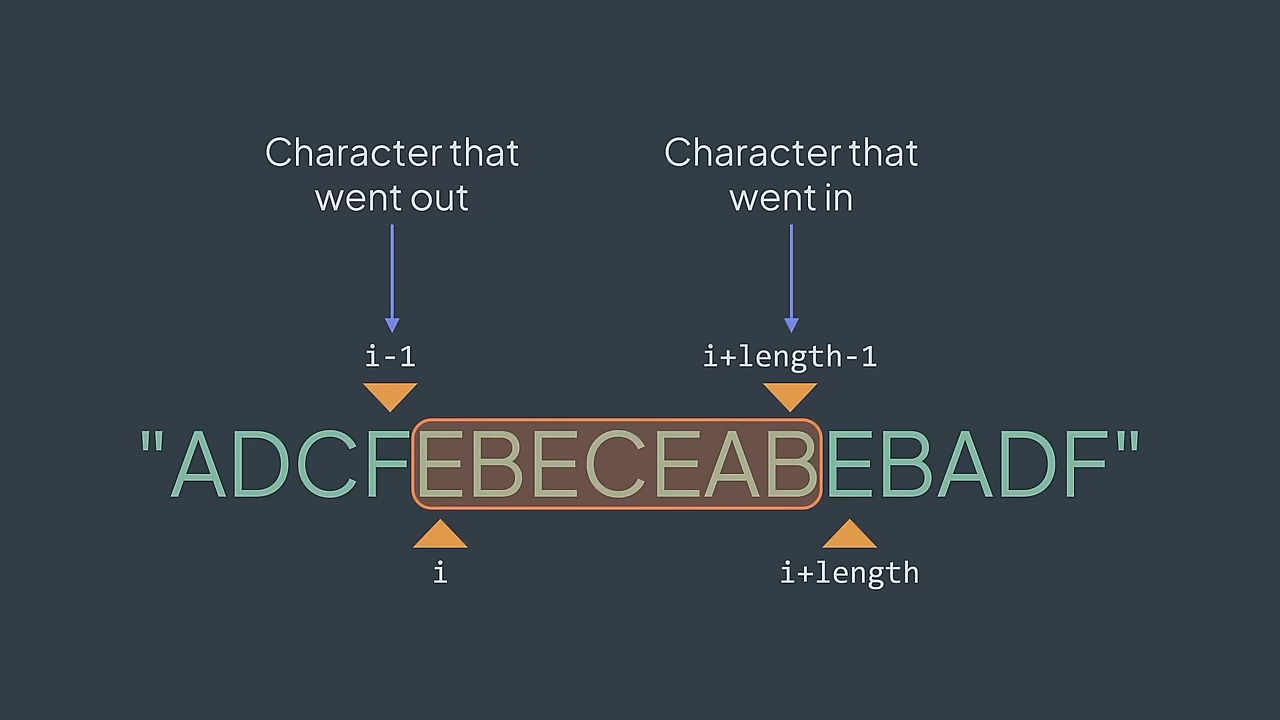 Character that
went out
Character that
went in
i-1
i+length-1
"ADCFEBECEABEBADF"
i
i+length